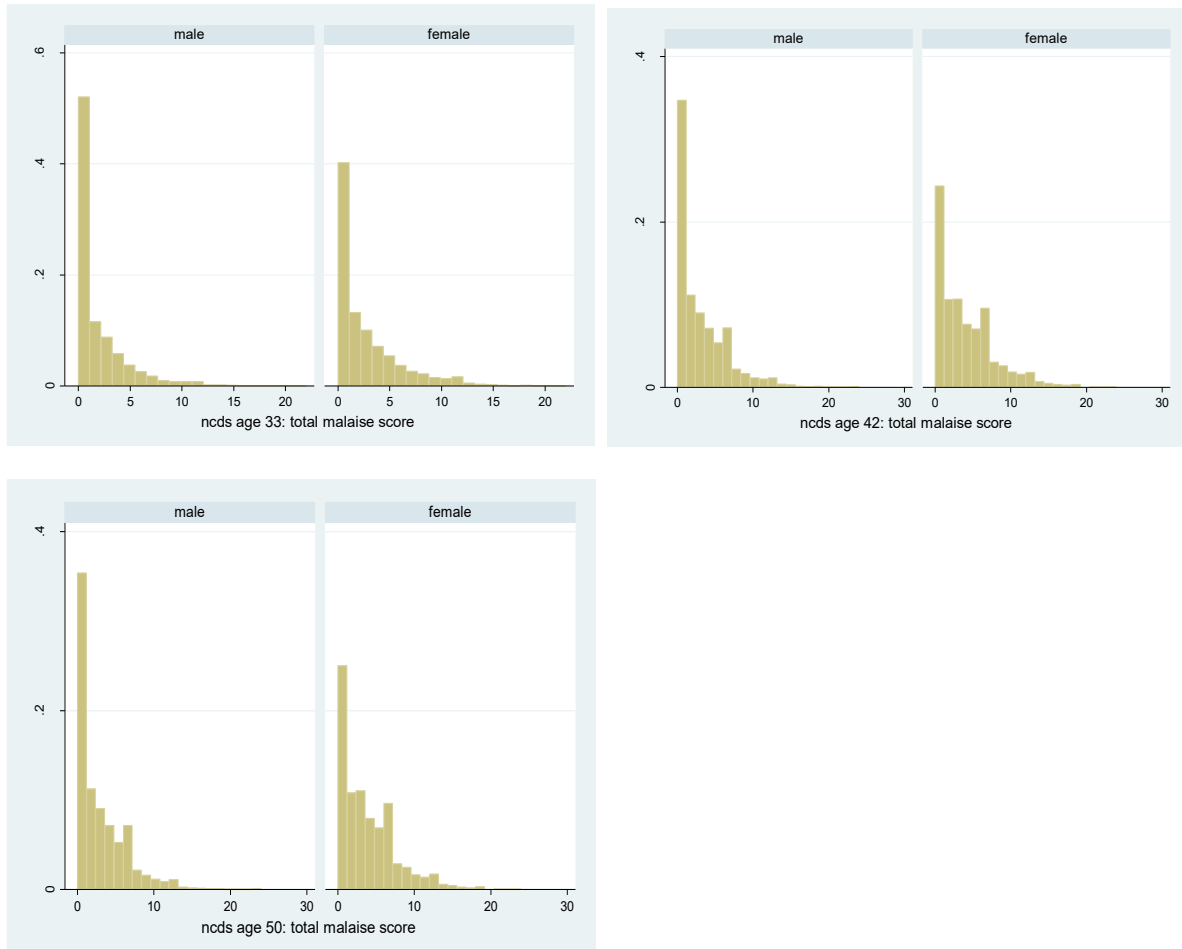 male female
.6
.4
.2
0
0 5 10 15 20 0 5 10 15 20
ncds age 33: total malaise score
male female
.4
.2
0
0 10 20 30 0 10 20 30
ncds age 42: total malaise score
male female
.4
.2
0
0 10 20 30 0 10 20 30
ncds age 50: total malaise score